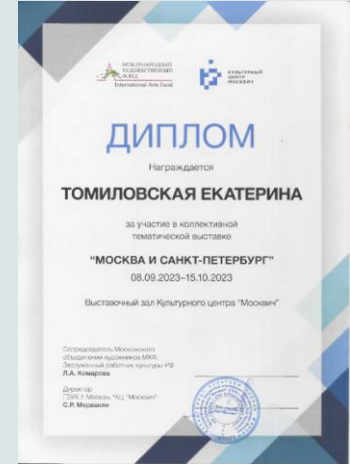 МЕЖДУНАРОДНЫЙ
ХУДОЖЕСТВЕННЫЙ
ФОНД
International Arts Fund
КУЛЬТУРНЫЙ
ЦЕНТР
МОСКВИЧ
ДИПЛОМ
Награждается
ТОМИЛОВСКАЯ ЕКАТЕРИНА
за участие в коллективной
тематической выставке
“МОСКВА И САНКТ-ПЕТЕРБУРГ”
08.09.2023–15.10.2023
Выставочный зал Культурного центра “Москвич”
Сопредседатель Московского
объединения художников МХФ,
Заслуженный работник культуры РФ
Л.А. Комарова
Директор
ГБУК г. Москвы “КЦ “Москвич”
С.Р.